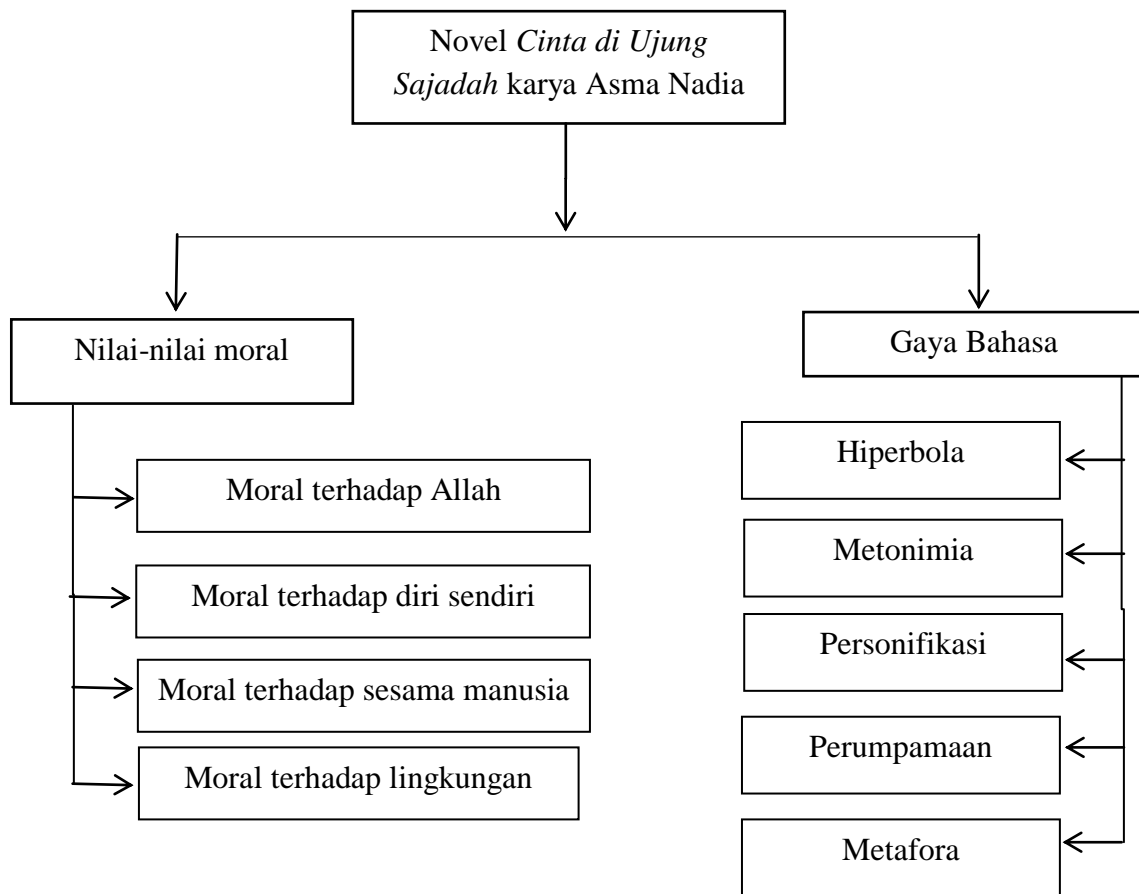 Novel Cinta di Ujung
Sajadah karya Asma Nadia
Nilai-nilai moral
Moral terhadap Allah
Moral terhadap diri sendiri
Moral terhadap sesama manusia
Moral terhadap lingkungan
Gaya Bahasa
Hiperbola
Metonimia
Personifikasi
Perumpamaan
Metafora